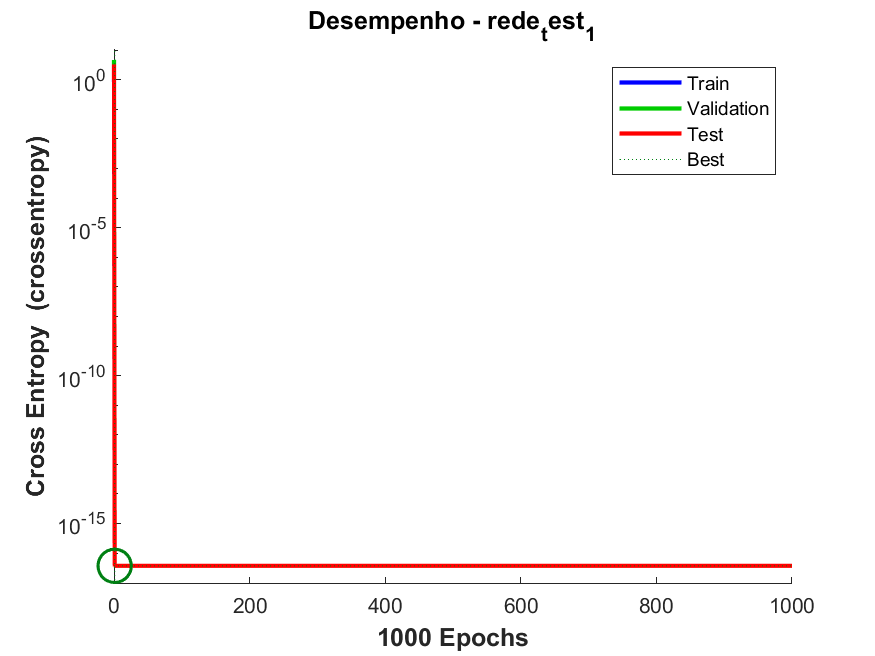 Desempenho - rede_test_1
Train
Validation
Test
Best
Cross Entropy (crossentropy)
10^0
10^-5
10^-10
10^-15
0 200 400 600 800 1000
1000 Epochs